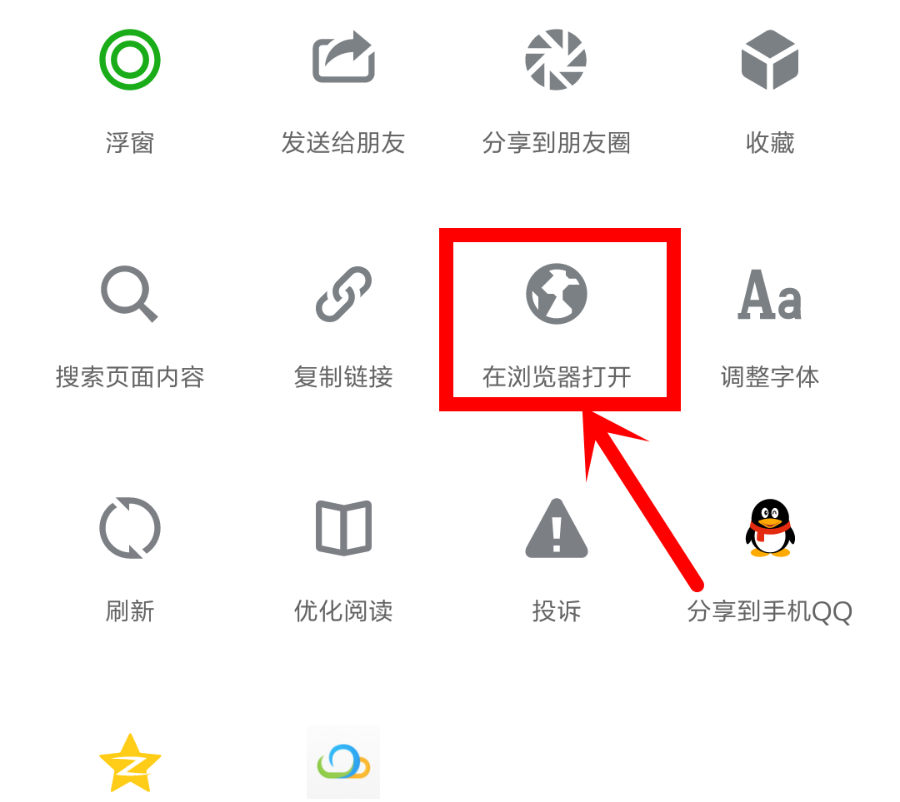 浮窗
发送给朋友
分享到朋友圈
收藏
搜索页面内容
复制链接
在浏览器打开
Aa
调整字体
刷新
优化阅读
投诉
分享到手机QQ